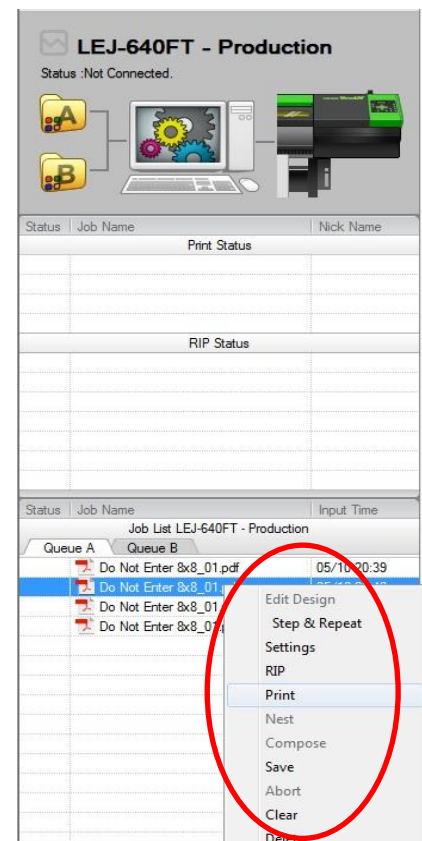 LEJ-640FT - Production
Status :Not Connected.
A
B
Status Job Name Nick Name
Print Status
RIP Status
Status Job Name Input Time
Job List LEJ-640FT - Production
Queue A Queue B
Do Not Enter 8x8_01.pdf 05/10 20:39
Do Not Enter 8x8_01
Do Not Enter 8x8_01
Do Not Enter 8x8_01
Edit Design
Step & Repeat
Settings
RIP
Print
Nest
Compose
Save
Abort
Clear